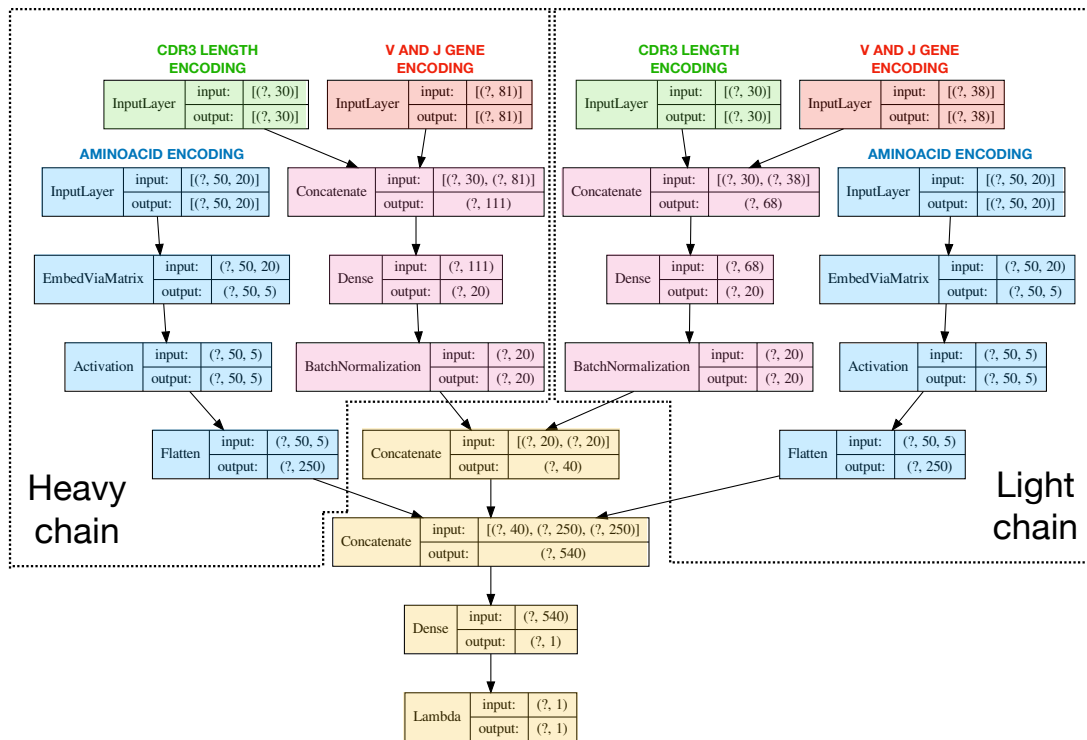 CDR3 LENGTH
ENCODING
V AND J GENE
ENCODING
InputLayer input: [(?, 30)]
output: [(?, 30)]
InputLayer input: [(?, 81)]
output: [(?, 81)]
CDR3 LENGTH
ENCODING
V AND J GENE
ENCODING
InputLayer input: [(?, 30)]
output: [(?, 30)]
InputLayer input: [(?, 38)]
output: [(?, 38)]
AMINOACID ENCODING
InputLayer input: [(?, 50, 20)]
output: [(?, 50, 20)]
Concatenate input: [(?, 30), (?, 81)]
output: (?, 111)
Concatenate input: [(?, 30), (?, 38)]
output: (?, 68)
AMINOACID ENCODING
InputLayer input: [(?, 50, 20)]
output: [(?, 50, 20)]
EmbedViaMatrix input: (?, 50, 20)
output: (?, 50, 5)
Dense input: (?, 111)
output: (?, 20)
Dense input: (?, 68)
output: (?, 20)
EmbedViaMatrix input: (?, 50, 20)
output: (?, 50, 5)
Activation input: (?, 50, 5)
output: (?, 50, 5)
BatchNormalization input: (?, 20)
output: (?, 20)
BatchNormalization input: (?, 20)
output: (?, 20)
Activation input: (?, 50, 5)
output: (?, 50, 5)
Flatten input: (?, 50, 5)
output: (?, 250)
Concatenate input: [(?, 20), (?, 20)]
output: (?, 40)
Flatten input: (?, 50, 5)
output: (?, 250)
Heavy
chain
Light
chain
Concatenate input: [(?, 40), (?, 250), (?, 250)]
output: (?, 540)
Dense input: (?, 540)
output: (?, 1)
Lambda input: (?, 1)
output: (?, 1)